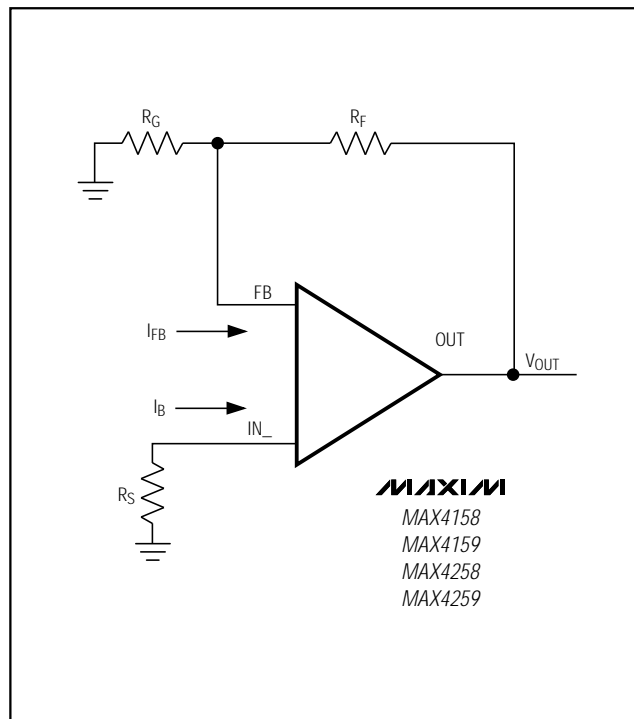 RG
RF
FB
IFB
OUT
VOUT
IB
IN_
RS
MAXIM
MAX4158
MAX4159
MAX4258
MAX4259